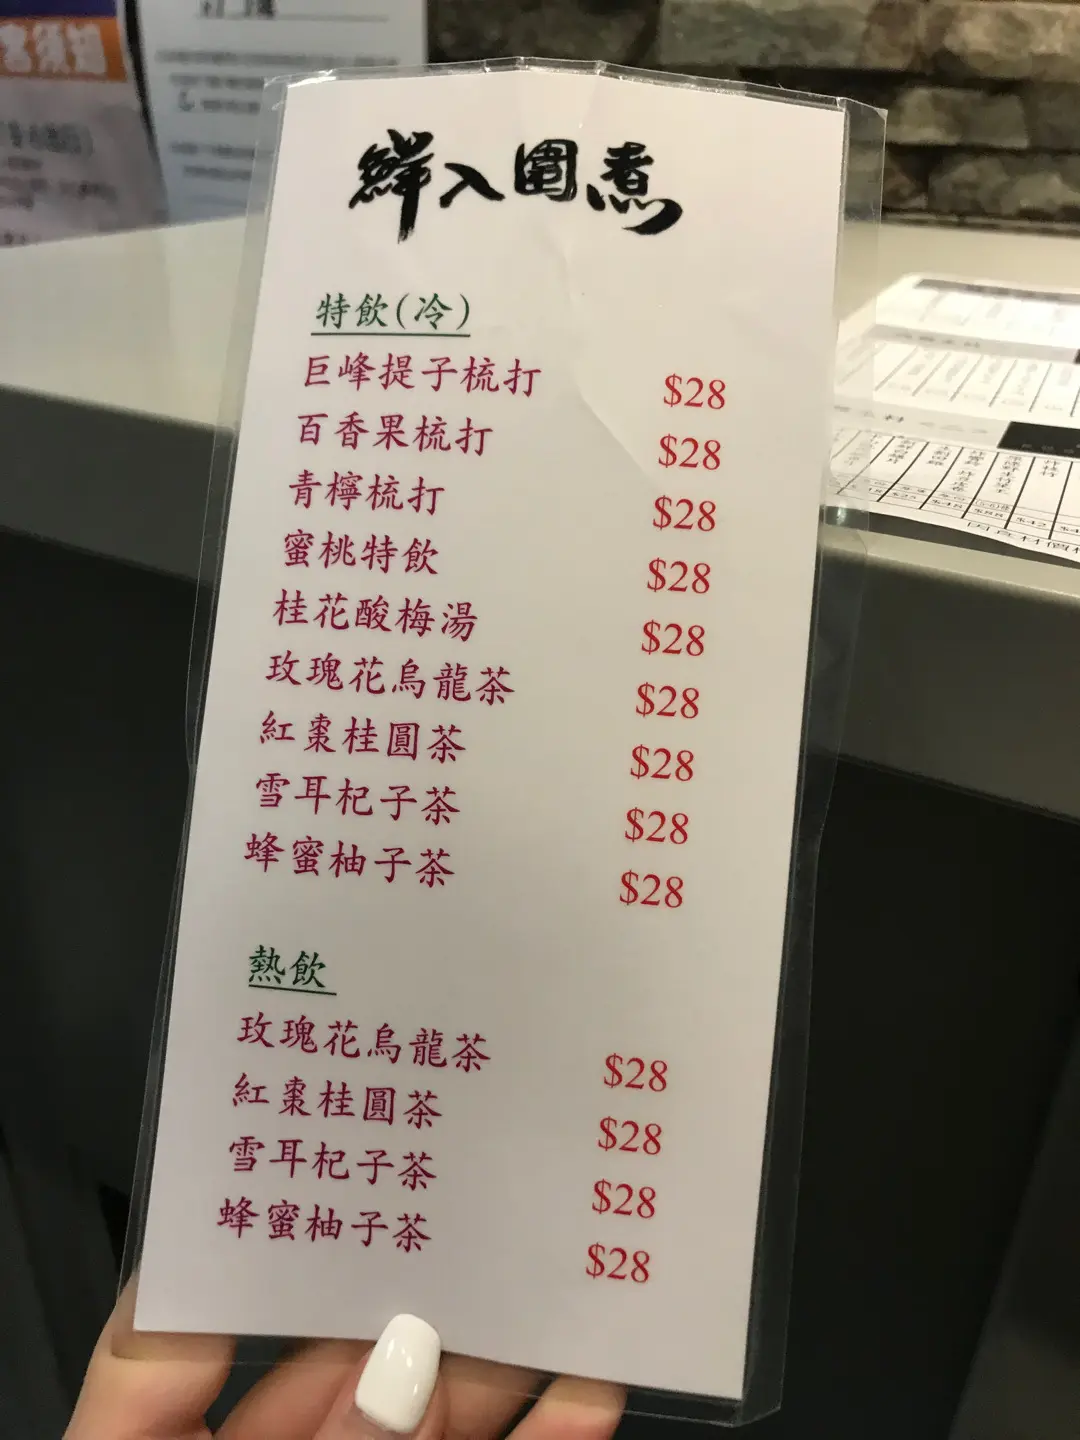 鮮入圍煮
特飲(冷)
巨峰提子梳打 $28
百香果梳打 $28
青檸梳打 $28
蜜桃特飲 $28
桂花酸梅湯 $28
玫瑰花烏龍茶 $28
紅棗桂圓茶 $28
雪耳杞子茶 $28
蜂蜜柚子茶 $28
熱飲
玫瑰花烏龍茶 $28
紅棗桂圓茶 $28
雪耳杞子茶 $28
蜂蜜柚子茶 $28
客須知